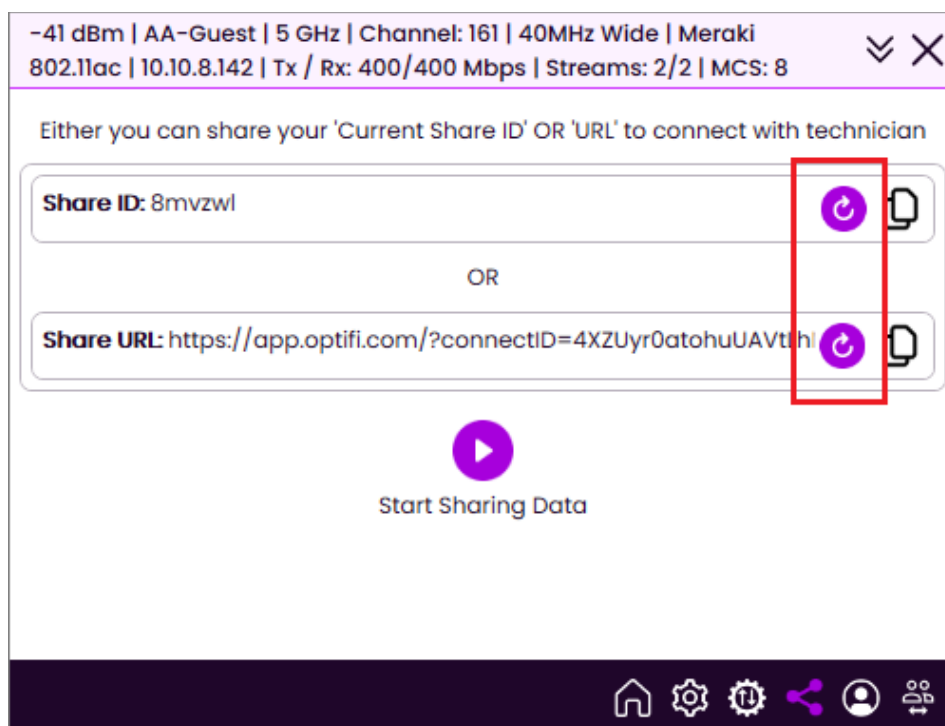 -41 dBm | AA-Guest | 5 GHz | Channel: 161 | 40MHz Wide | Meraki
802.11ac | 10.10.8.142 | Tx / Rx: 400/400 Mbps | Streams: 2/2 | MCS: 8
Either you can share your 'Current Share ID' OR 'URL' to connect with technician
Share ID: 8mvzwl
OR
Share URL: https://app.optifi.com/?connectID=
Start Sharing Data